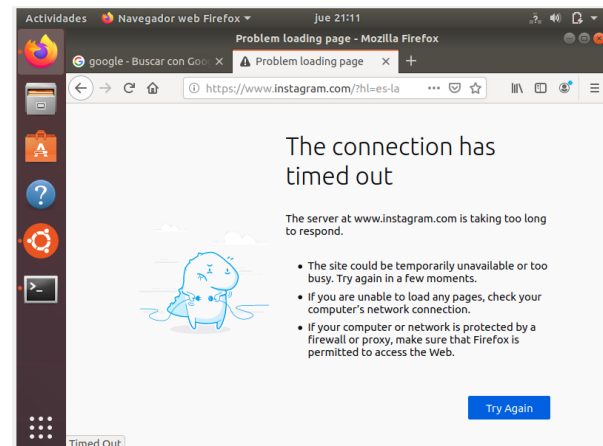 Actividades Navegador web Firefox jue 21:11
Problem loading page - Mozilla Firefox
google - Buscar con Goo Problem loading page
https://www.instagram.com/?hl=es-la
The connection has
timed out
The server at www.instagram.com is taking too long
to respond.
The site could be temporarily unavailable or too
busy. Try again in a few moments.
If you are unable to load any pages, check your
computer's network connection.
If your computer or network is protected by a
firewall or proxy, make sure that Firefox is
permitted to access the Web.
Try Again
Timed Out